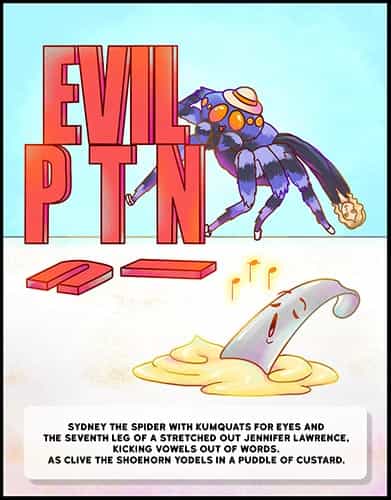 EVIL
P T N
U I
SYDNEY THE SPIDER WITH KUMQUATS FOR EYES AND
THE SEVENTH LEG OF A STRETCHED OUT JENNIFER LAWRENCE,
KICKING VOWELS OUT OF WORDS.
AS CLIVE THE SHOEHORN YODELS IN A PUDDLE OF CUSTARD.